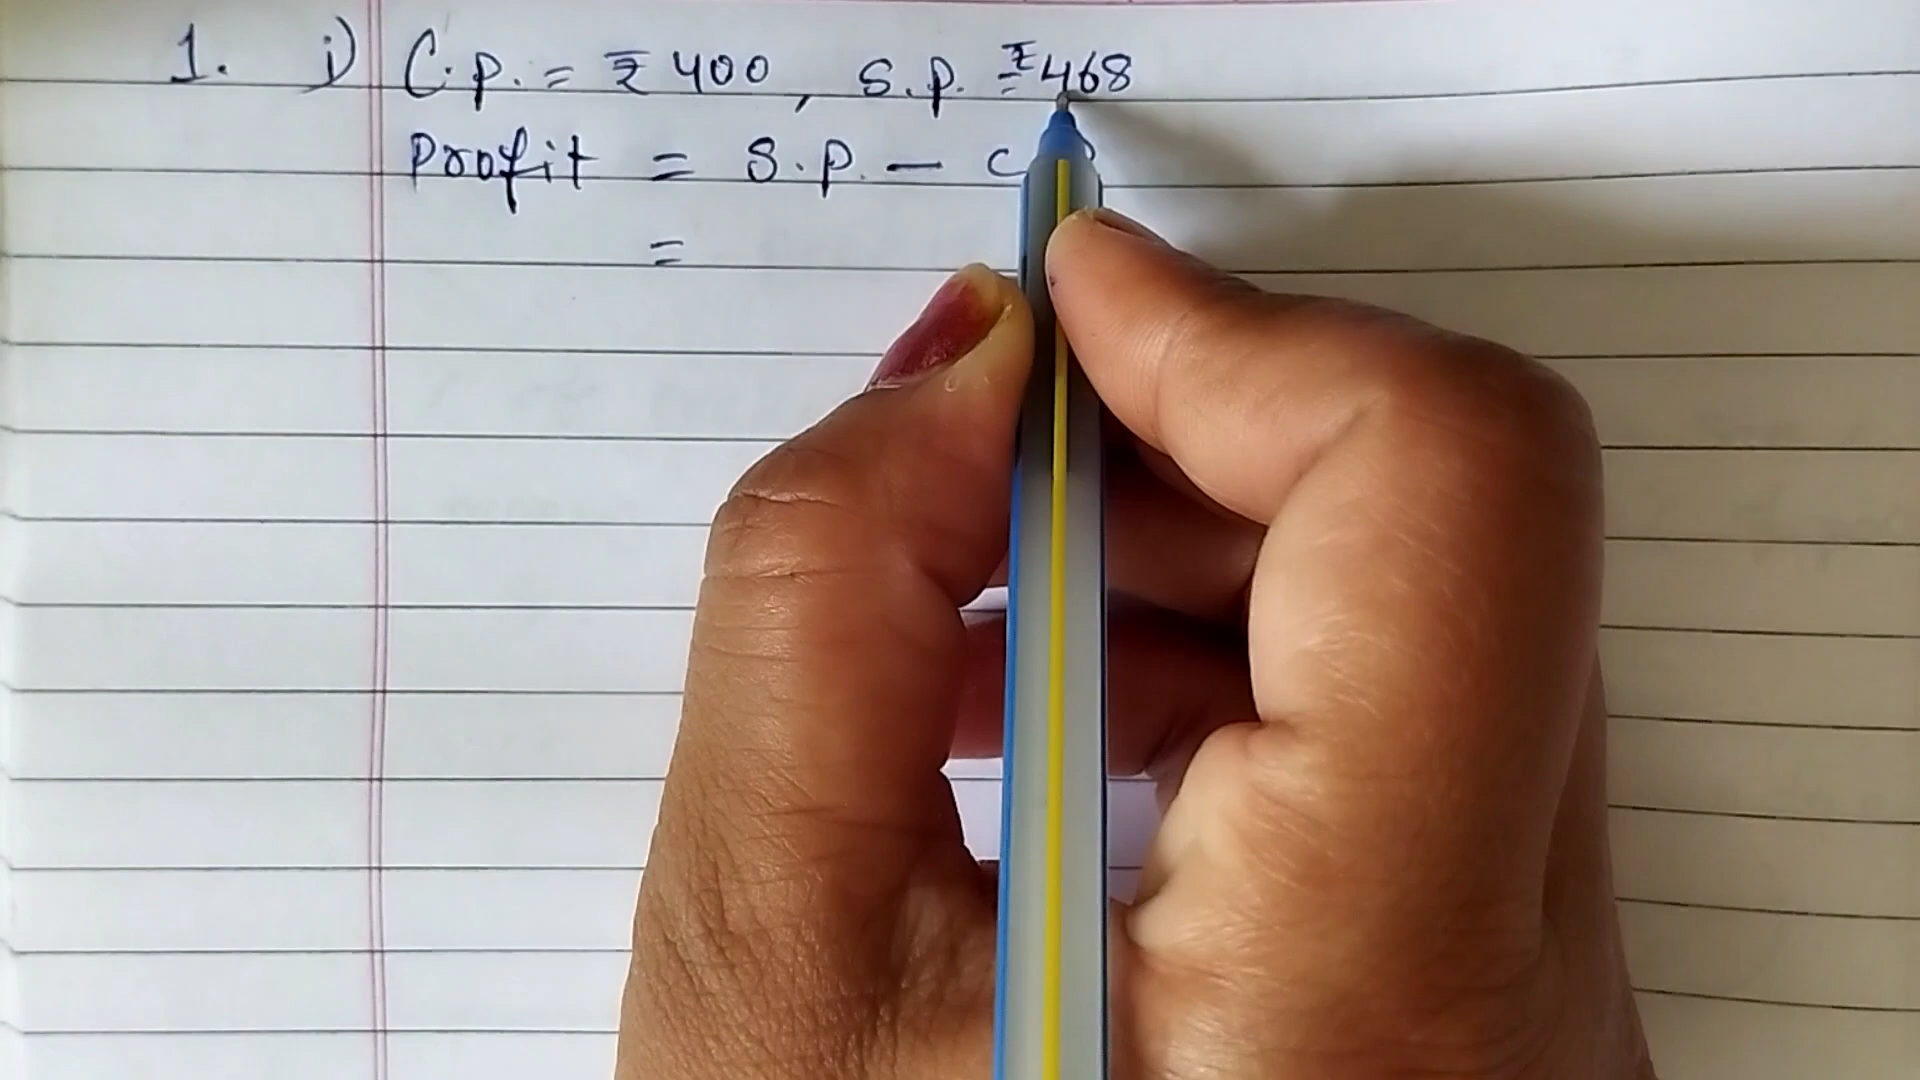 1. i) C.p. = ₹ 400, S.p. = ₹468
Profit = S.p. - C
=